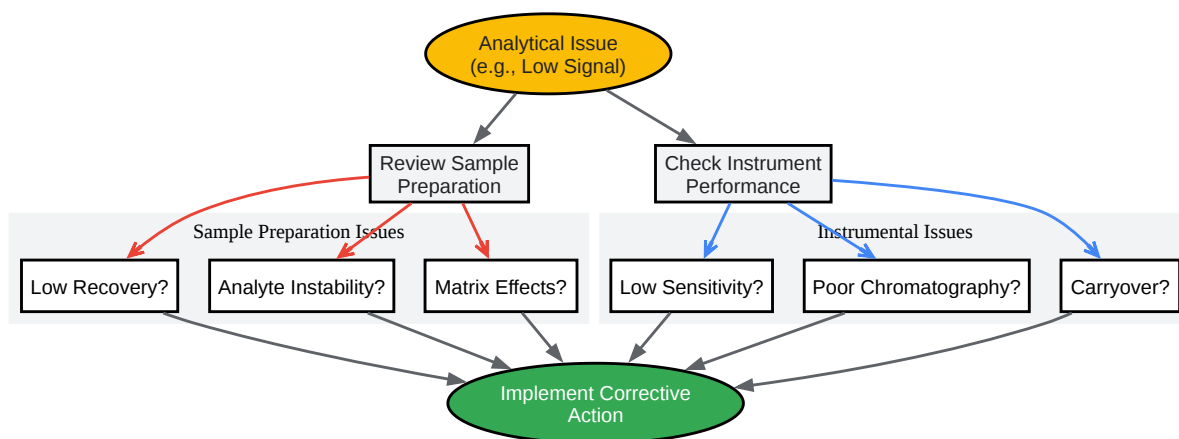 Analytical Issue
(e.g., Low Signal)
Review Sample
Preparation
Check Instrument
Performance
Sample Preparation Issues
Instrumental Issues
Low Recovery?
Analyte Instability?
Matrix Effects?
Low Sensitivity?
Poor Chromatography?
Carryover?
Implement Corrective
Action